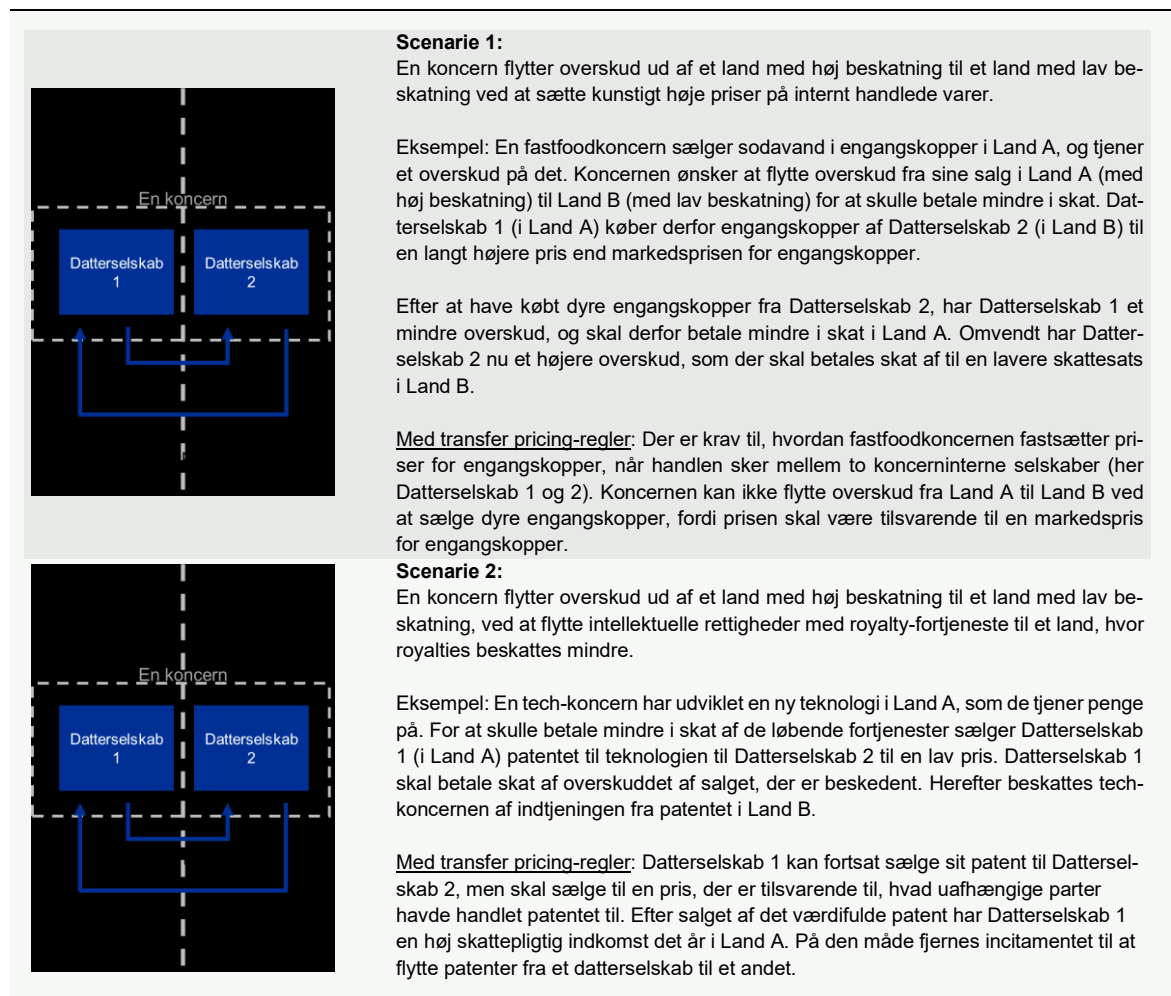 Scenarie 1:
En koncern flytter overskud ud af et land med høj beskatning til et land med lav be-
skatning ved at sætte kunstigt høje priser på internt handlede varer.
Eksempel: En fastfoodkoncern sælger sodavand i engangskopper i Land A, og tjener
et overskud på det. Koncernen ønsker at flytte overskud fra sine salg i Land A (med
høj beskatning) til Land B (med lav beskatning) for at skulle betale mindre i skat. Dat-
terselskab 1 (i Land A) køber derfor engangskopper af Datterselskab 2 (i Land B) til
en langt højere pris end markedsprisen for engangskopper.
Efter at have købt dyre engangskopper fra Datterselskab 2, har Datterselskab 1 et
mindre overskud, og skal derfor betale mindre i skat i Land A. Omvendt har Datter-
selskab 2 nu et højere overskud, som der skal betales skat af til en lavere skattesats
i Land B.
Med transfer pricing-regler: Der er krav til, hvordan fastfoodkoncernen fastsætter pri-
ser for engangskopper, når handlen sker mellem to koncerninterne selskaber (her
Datterselskab 1 og 2). Koncernen kan ikke flytte overskud fra Land A til Land B ved
at sælge dyre engangskopper, fordi prisen skal være tilsvarende til en markedspris
for engangskopper.
En koncern
Datterselskab
1
Datterselskab
2
Scenarie 2:
En koncern flytter overskud ud af et land med høj beskatning til et land med lav be-
skatning, ved at flytte intellektuelle rettigheder med royalty-fortjeneste til et land, hvor
royalties beskattes mindre.
Eksempel: En tech-koncern har udviklet en ny teknologi i Land A, som de tjener penge
på. For at skulle betale mindre i skat af de løbende fortjenester sælger Datterselskab
1 (i Land A) patentet til teknologien til Datterselskab 2 til en lav pris. Datterselskab 1
skal betale skat af overskuddet af salget, der er beskedent. Herefter beskattes tech-
koncernen af indtjeningen fra patentet i Land B.
Med transfer pricing-regler: Datterselskab 1 kan fortsat sælge sit patent til Dattersel-
skab 2, men skal sælge til en pris, der er tilsvarende til, hvad uafhængige parter
havde handlet patentet til. Efter salget af det værdifulde patent har Datterselskab 1
en høj skattepligtig indkomst det år i Land A. På den måde fjernes incitamentet til at
flytte patenter fra et datterselskab til et andet.
En koncern
Datterselskab
1
Datterselskab
2